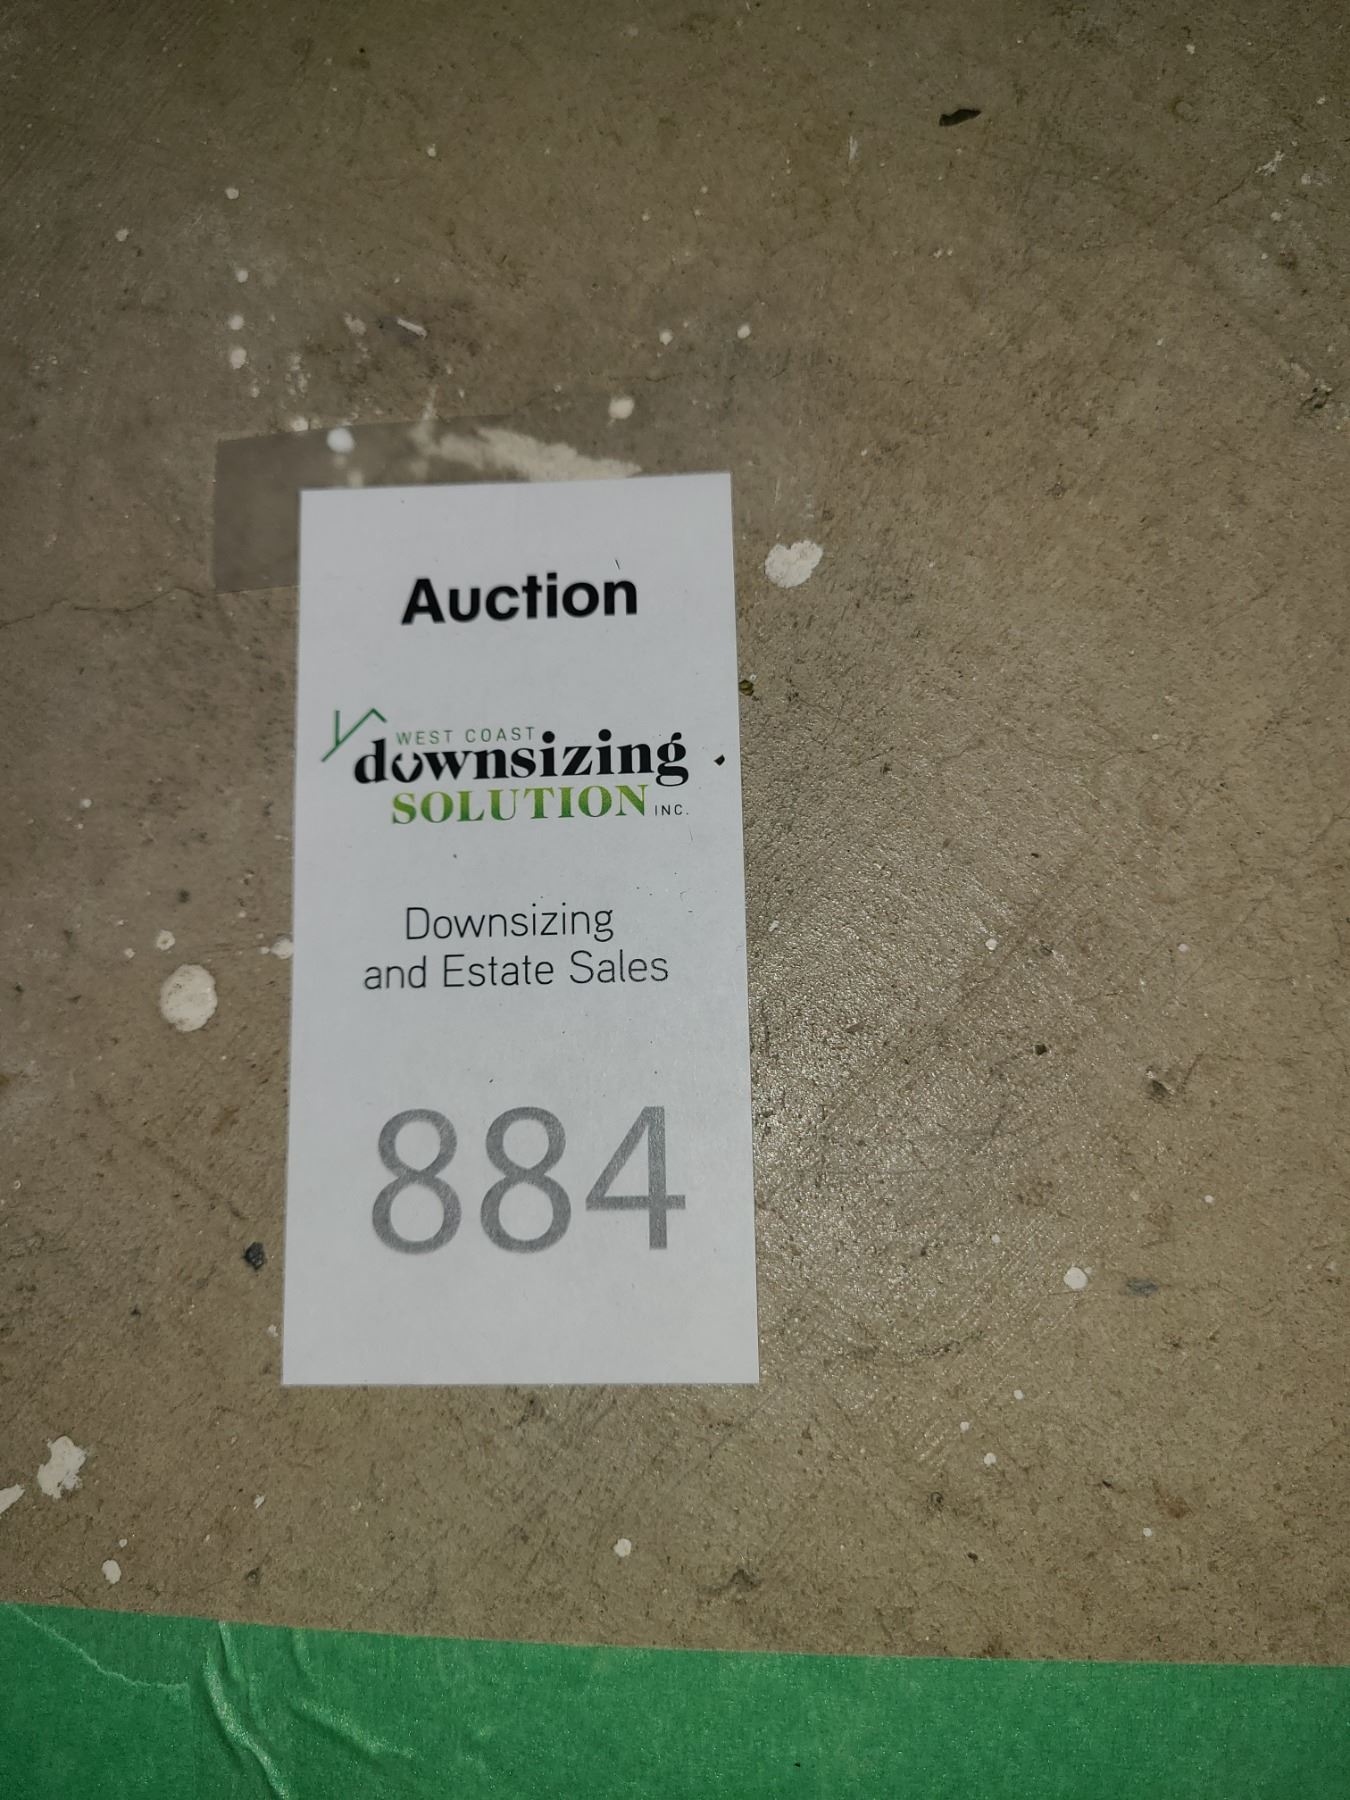 Auction
WEST COAST
downsizing
SOLUTION INC.
Downsizing
and Estate Sales
884